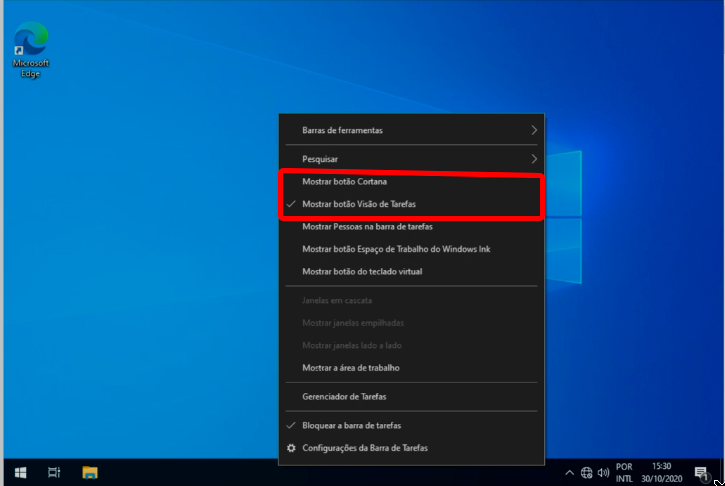 Microsoft
Edge
Barras de ferramentas
Pesquisar
Mostrar botão Cortana
Mostrar botão Visão de Tarefas
Mostrar Pessoas na barra de tarefas
Mostrar botão Espaço de Trabalho do Windows Ink
Mostrar botão do teclado virtual
Janelas em cascata
Mostrar janelas empilhadas
Mostrar janelas lado a lado
Mostrar a área de trabalho
Gerenciador de Tarefas
Bloquear a barra de tarefas
Configurações da Barra de Tarefas
POR 15:30
INTL 30/10/2020
1